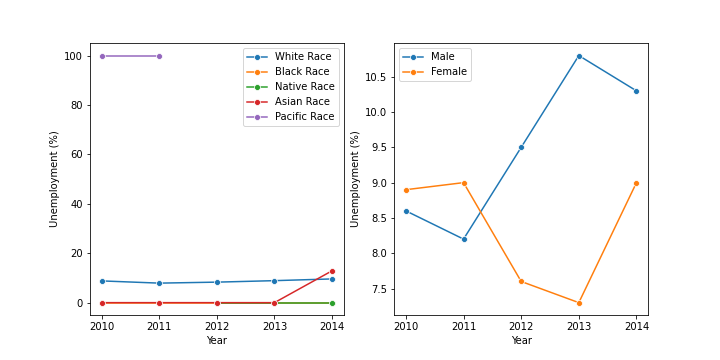 100
80
60
40
20
0
Unemployment (%)
2010 2011 2012 2013 2014
Year
White Race
Black Race
Native Race
Asian Race
Pacific Race
10.5
10.0
9.5
9.0
8.5
8.0
7.5
Unemployment (%)
2010 2011 2012 2013 2014
Year
Male
Female